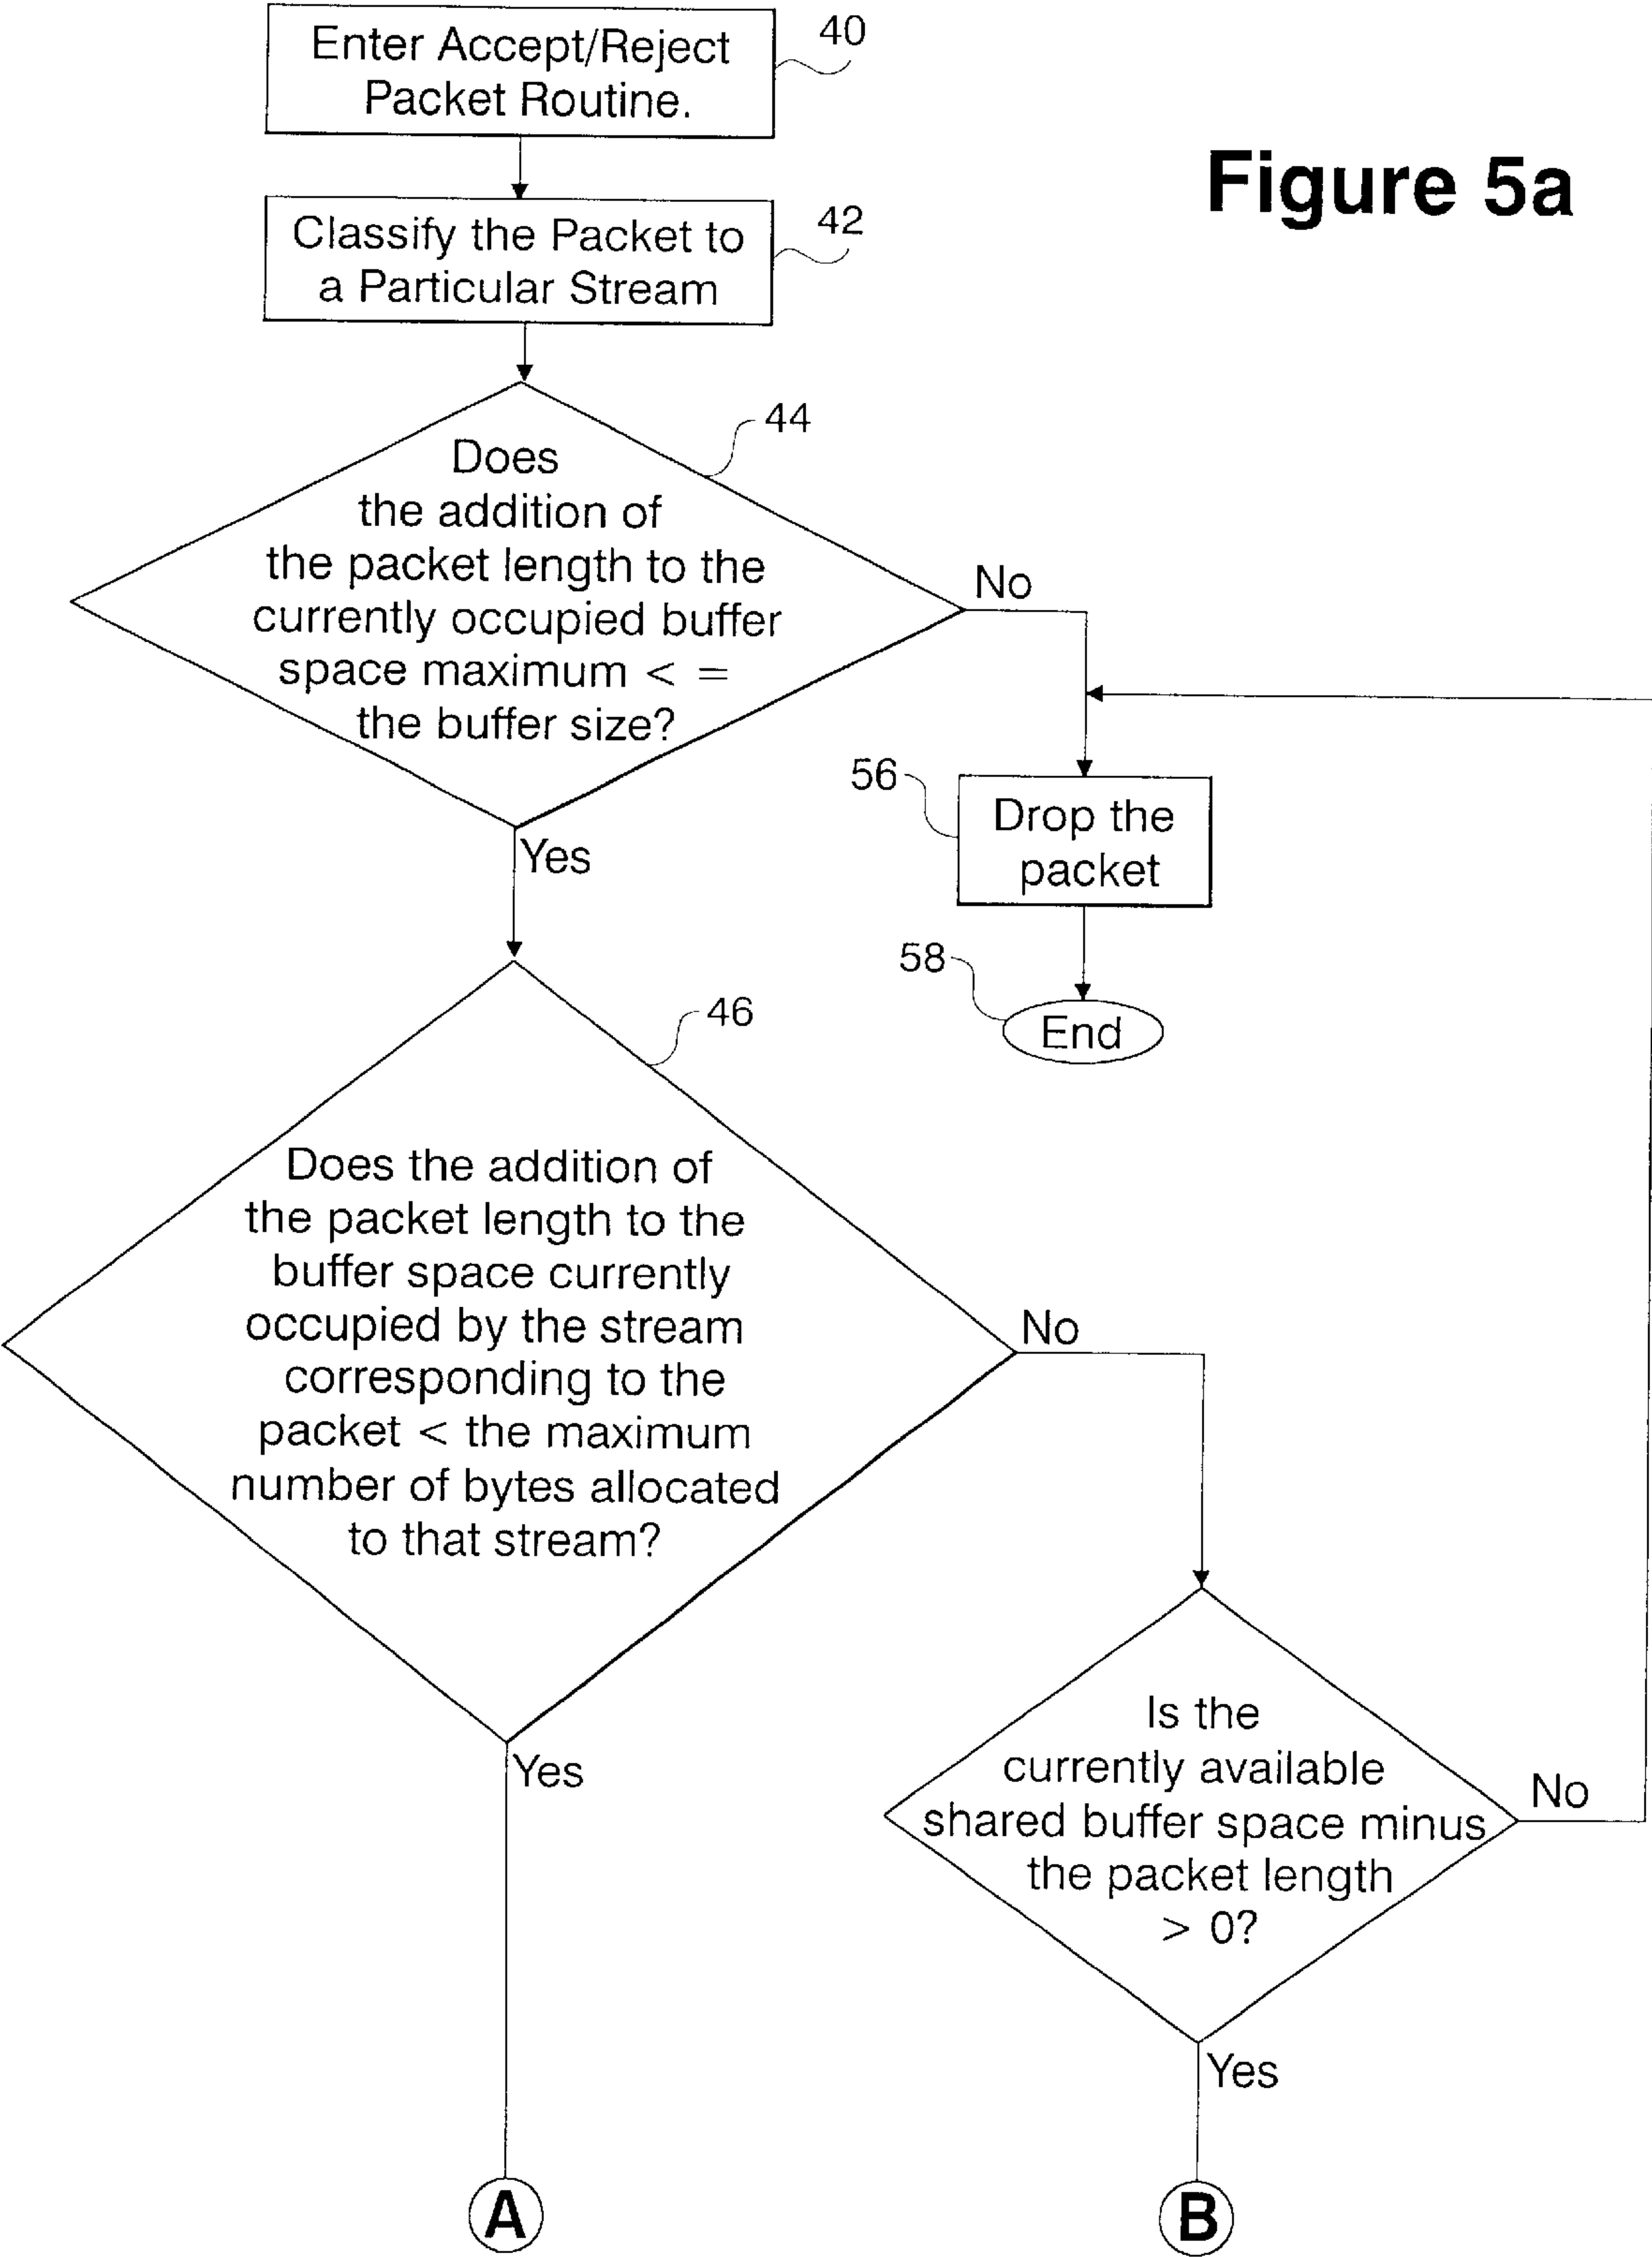 Enter Accept/Reject
Packet Routine.
40
Figure 5a
Classify the Packet to
a Particular Stream
42
44
Does
the addition of
the packet length to the
currently occupied buffer
space maximum < =
the buffer size?
No
Yes
56
Drop the
packet
58
End
46
Does the addition of
the packet length to the
buffer space currently
occupied by the stream
corresponding to the
packet < the maximum
number of bytes allocated
to that stream?
No
Yes
Is the
currently available
shared buffer space minus
the packet length
> 0?
No
Yes
A
B